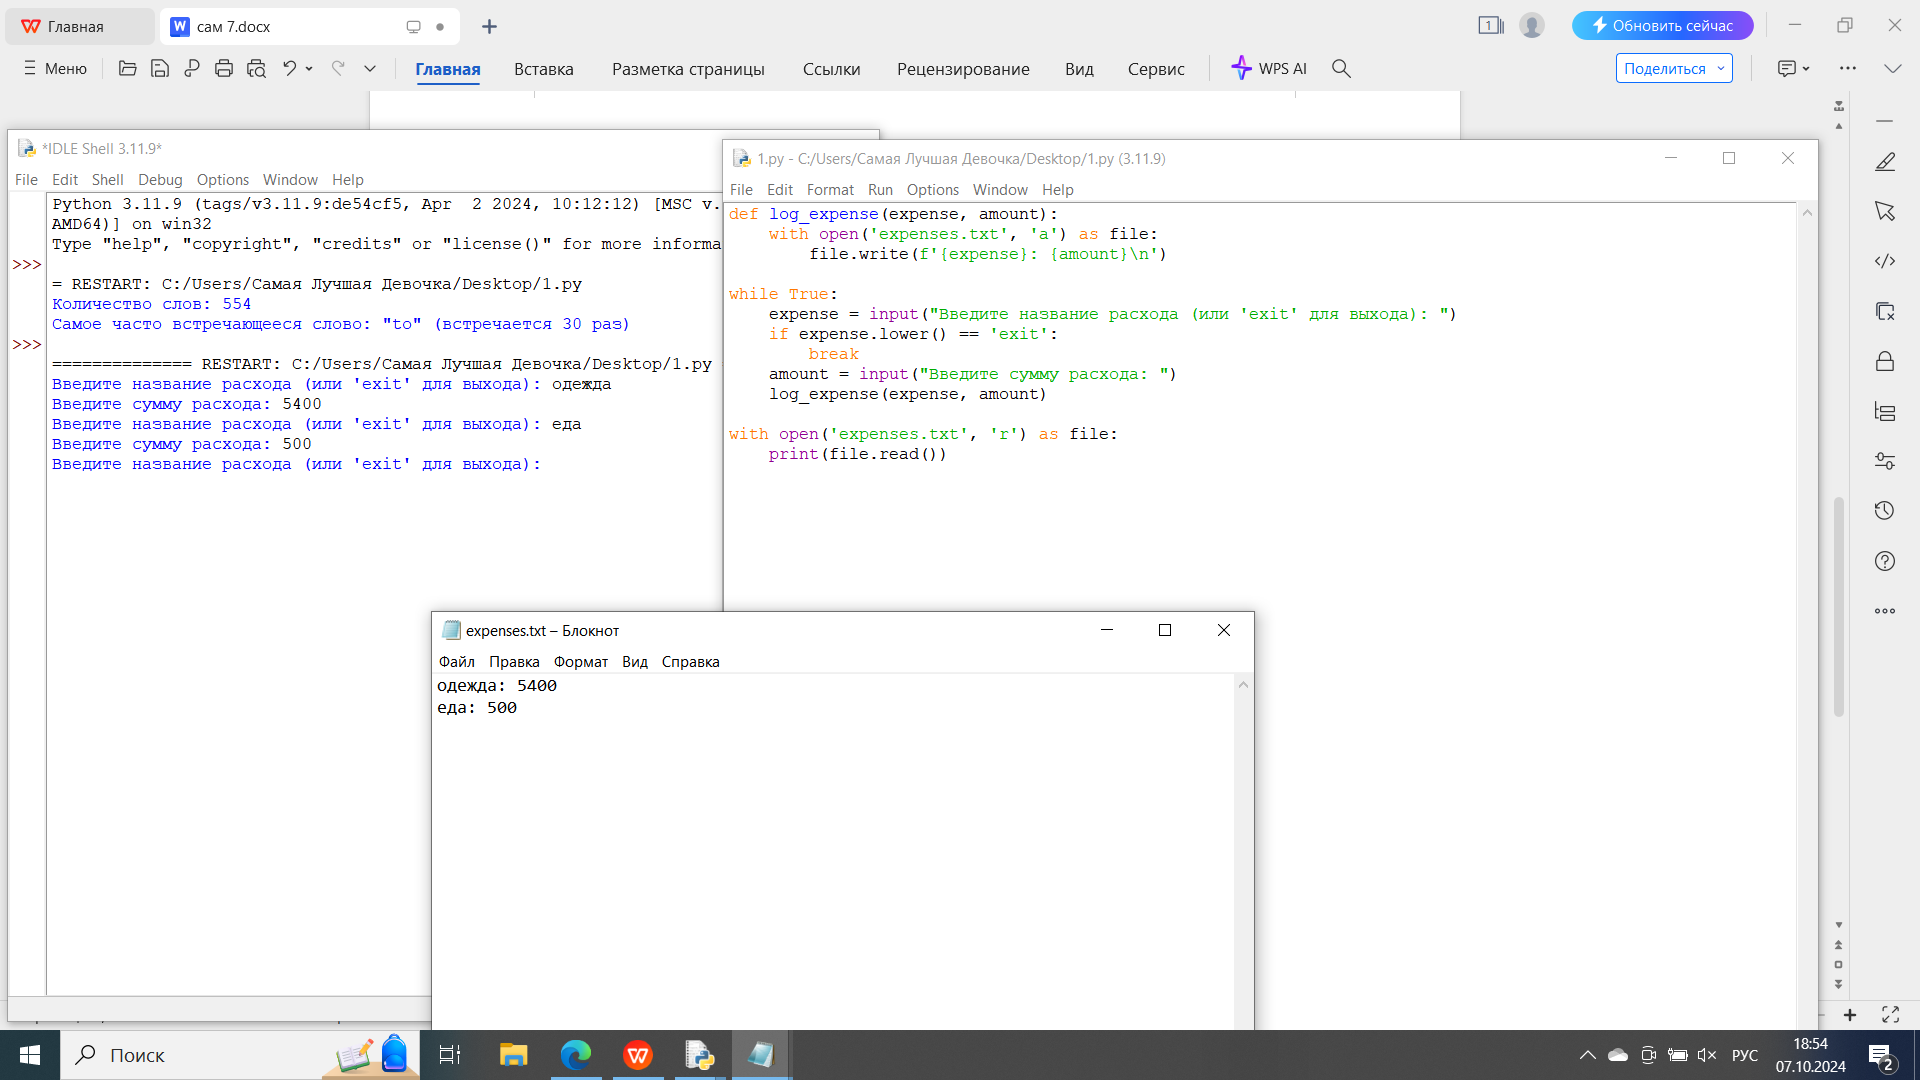 Главная
сам 7.docx
1
Обновить сейчас
Меню
Главная
Вставка
Разметка страницы
Ссылки
Рецензирование
Вид
Сервис
WPS AI
Поделиться
*IDLE Shell 3.11.9*
File Edit Shell Debug Options Window Help
Python 3.11.9 (tags/v3.11.9:de54cf5, Apr  2 2024, 10:12:12) [MSC v.
AMD64)] on win32
Type "help", "copyright", "credits" or "license()" for more informa
>>>
= RESTART: C:/Users/Самая Лучшая Девочка/Desktop/1.py
Количество слов: 554
Самое часто встречающееся слово: "to" (встречается 30 раз)
>>>
============== RESTART: C:/Users/Самая Лучшая Девочка/Desktop/1.py
Введите название расхода (или 'exit' для выхода): одежда
Введите сумму расхода: 5400
Введите название расхода (или 'exit' для выхода): еда
Введите сумму расхода: 500
Введите название расхода (или 'exit' для выхода):
1.py - C:/Users/Самая Лучшая Девочка/Desktop/1.py (3.11.9)
File Edit Format Run Options Window Help
def log_expense(expense, amount):
    with open('expenses.txt', 'a') as file:
        file.write(f'{expense}: {amount}\n')
while True:
    expense = input("Введите название расхода (или 'exit' для выхода): ")
    if expense.lower() == 'exit':
        break
    amount = input("Введите сумму расхода: ")
    log_expense(expense, amount)
with open('expenses.txt', 'r') as file:
    print(file.read())
expenses.txt – Блокнот
Файл Правка Формат Вид Справка
одежда: 5400
еда: 500
Поиск
РУС
18:54
07.10.2024
2